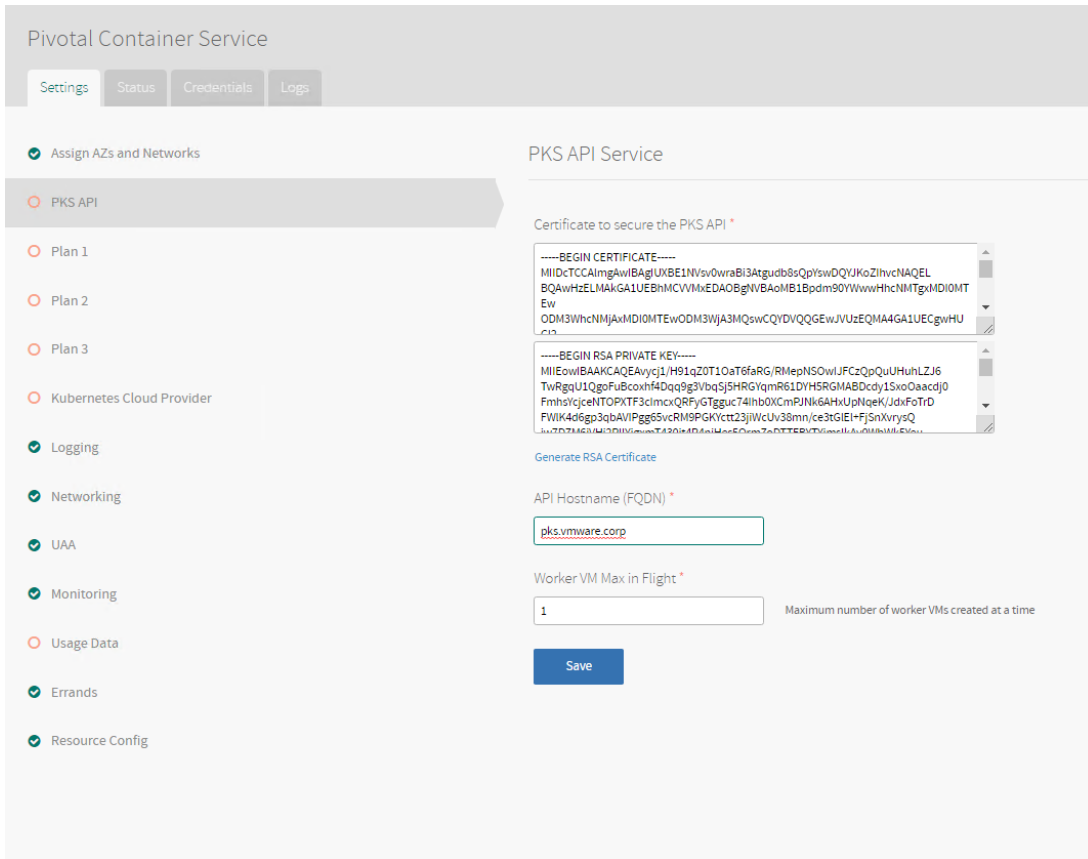 Pivotal Container Service
Settings
Status
Credentials
Logs
Assign AZs and Networks
PKS API
Plan 1
Plan 2
Plan 3
Kubernetes Cloud Provider
Logging
Networking
UAA
Monitoring
Usage Data
Errands
Resource Config
PKS API Service
Certificate to secure the PKS API *
-----BEGIN CERTIFICATE-----
-----BEGIN RSA PRIVATE KEY-----
Generate RSA Certificate
API Hostname (FQDN) *
pks.vmware.corp
Worker VM Max in Flight *
1
Maximum number of worker VMs created at a time
Save